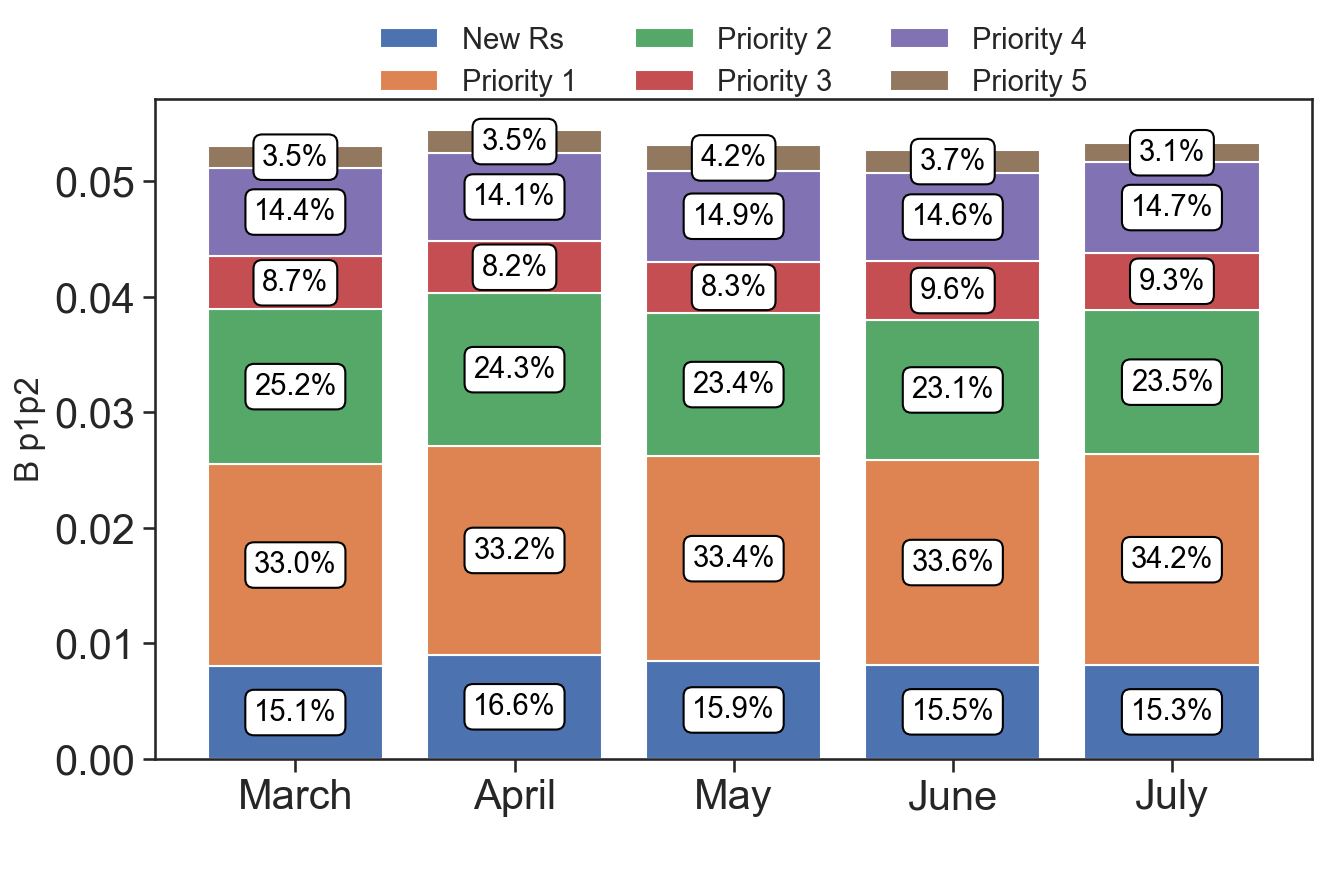 New Rs Priority 2 Priority 4
Priority 1 Priority 3 Priority 5
B p1p2
0.05
0.04
0.03
0.02
0.01
0.00
3.5% 3.5% 4.2% 3.7% 3.1%
14.4% 14.1% 14.9% 14.6% 14.7%
8.7% 8.2% 8.3% 9.6% 9.3%
25.2% 24.3% 23.4% 23.1% 23.5%
33.0% 33.2% 33.4% 33.6% 34.2%
15.1% 16.6% 15.9% 15.5% 15.3%
March April May June July